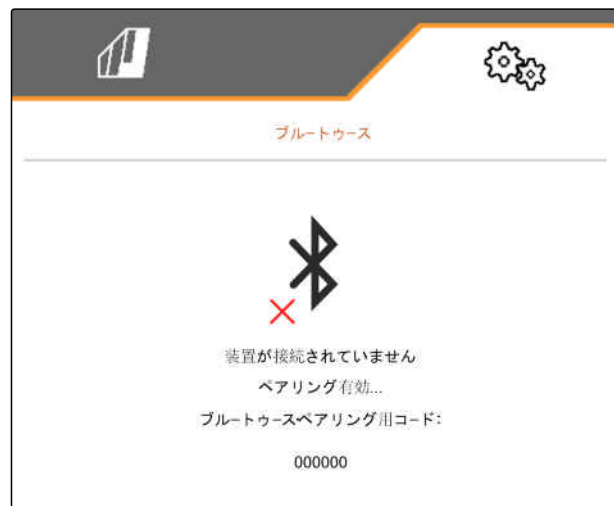 ブルートゥース
装置が接続されていません
ペアリング有効...
ブルートゥースペアリング用コード:
000000